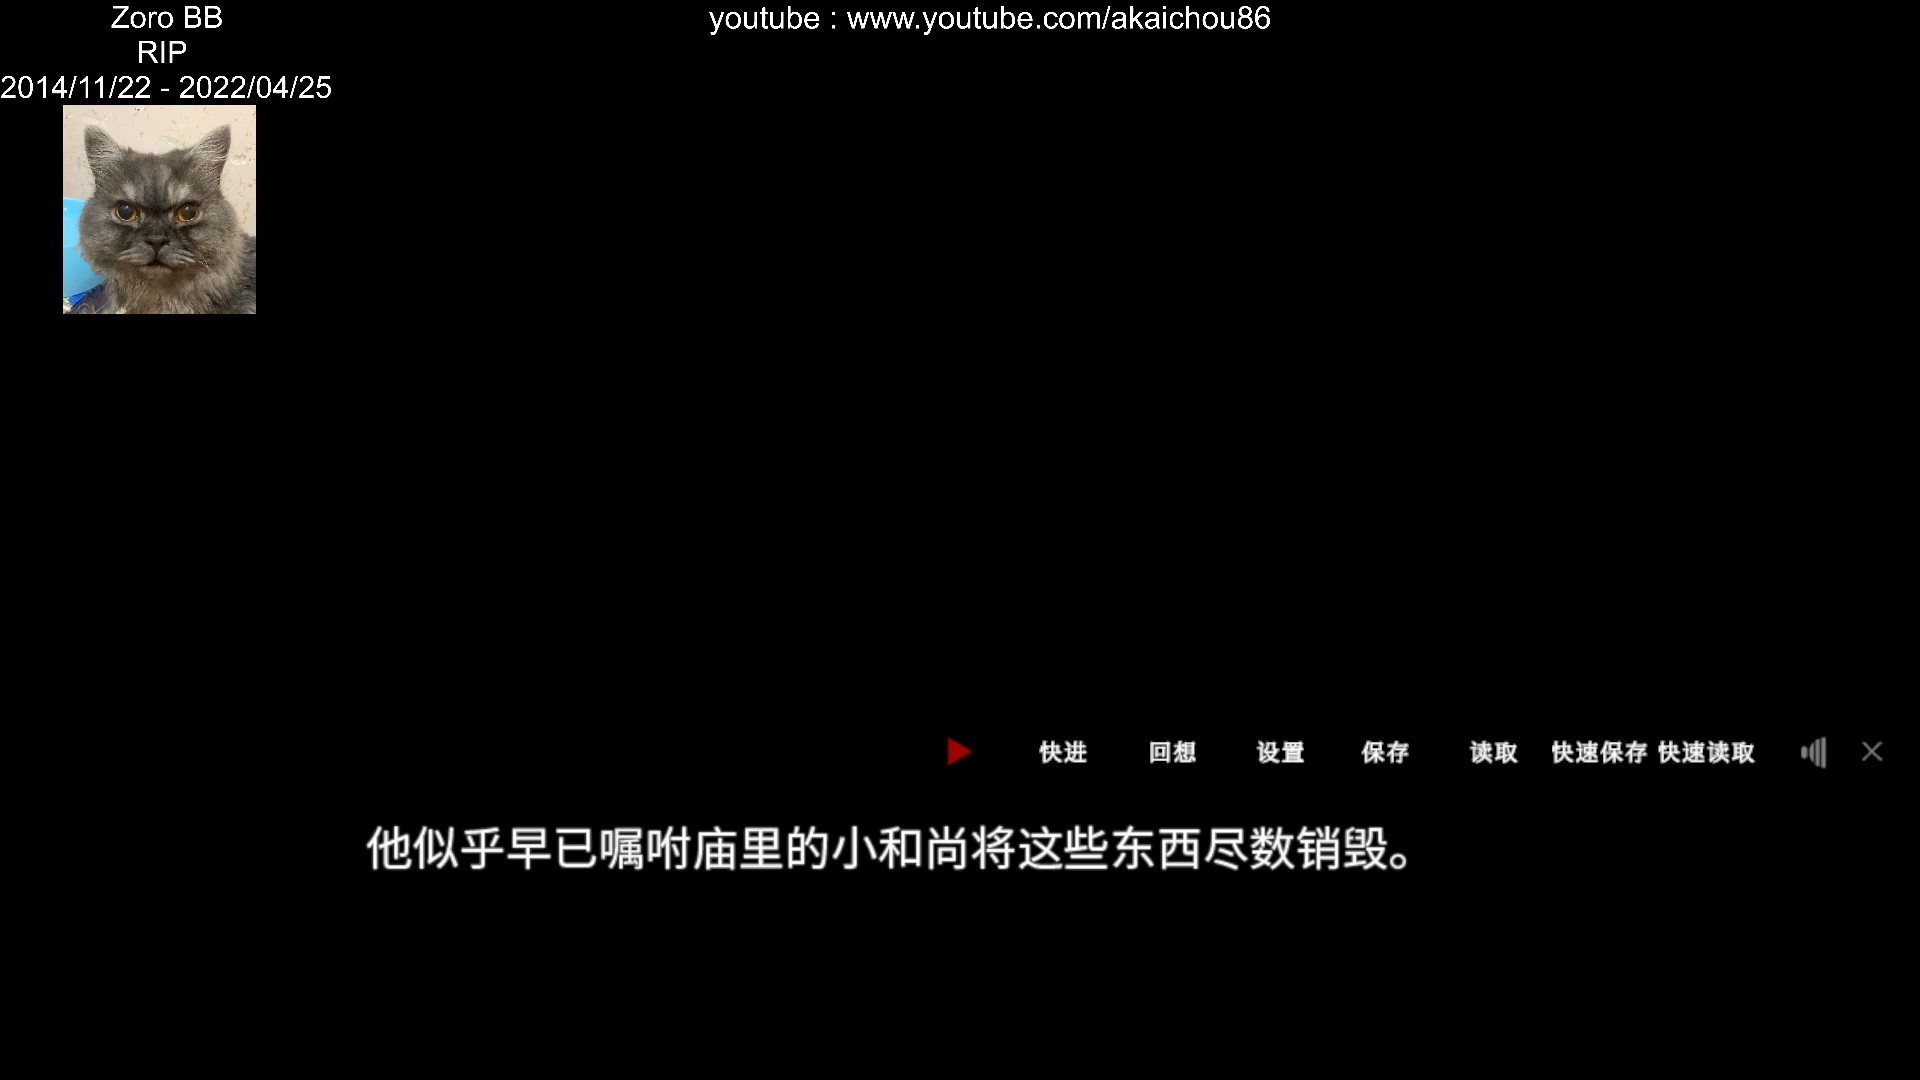 Zoro BB
RIP
2014/11/22 - 2022/04/25
youtube : www.youtube.com/akaichou86
快进 回想 设置 保存 读取 快速保存 快速读取
他似乎早已嘱咐庙里的小和尚将这些东西尽数销毁。